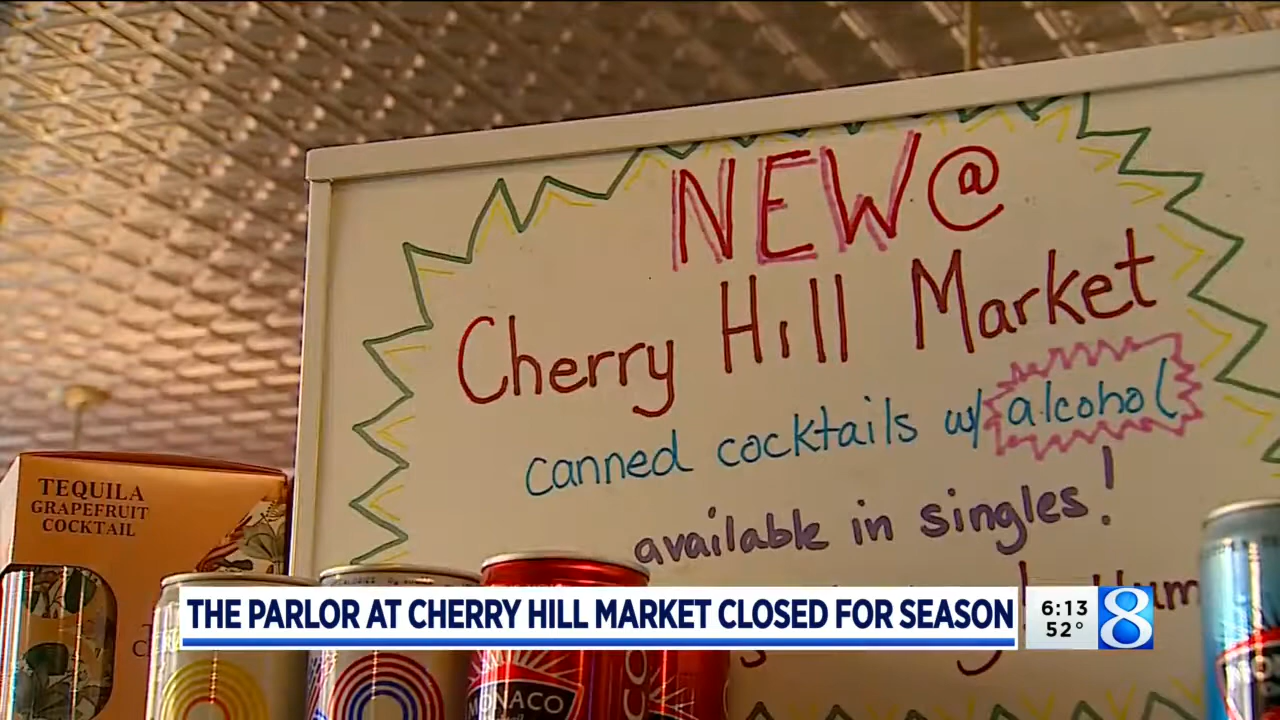 NEW@
Cherry Hill Market
canned cocktails w/ alcohol
available in singles!
TEQUILA
GRAPEFRUIT
COCKTAIL
MONACO
CO
THE PARLOR AT CHERRY HILL MARKET CLOSED FOR SEASON
6:13
52°
8